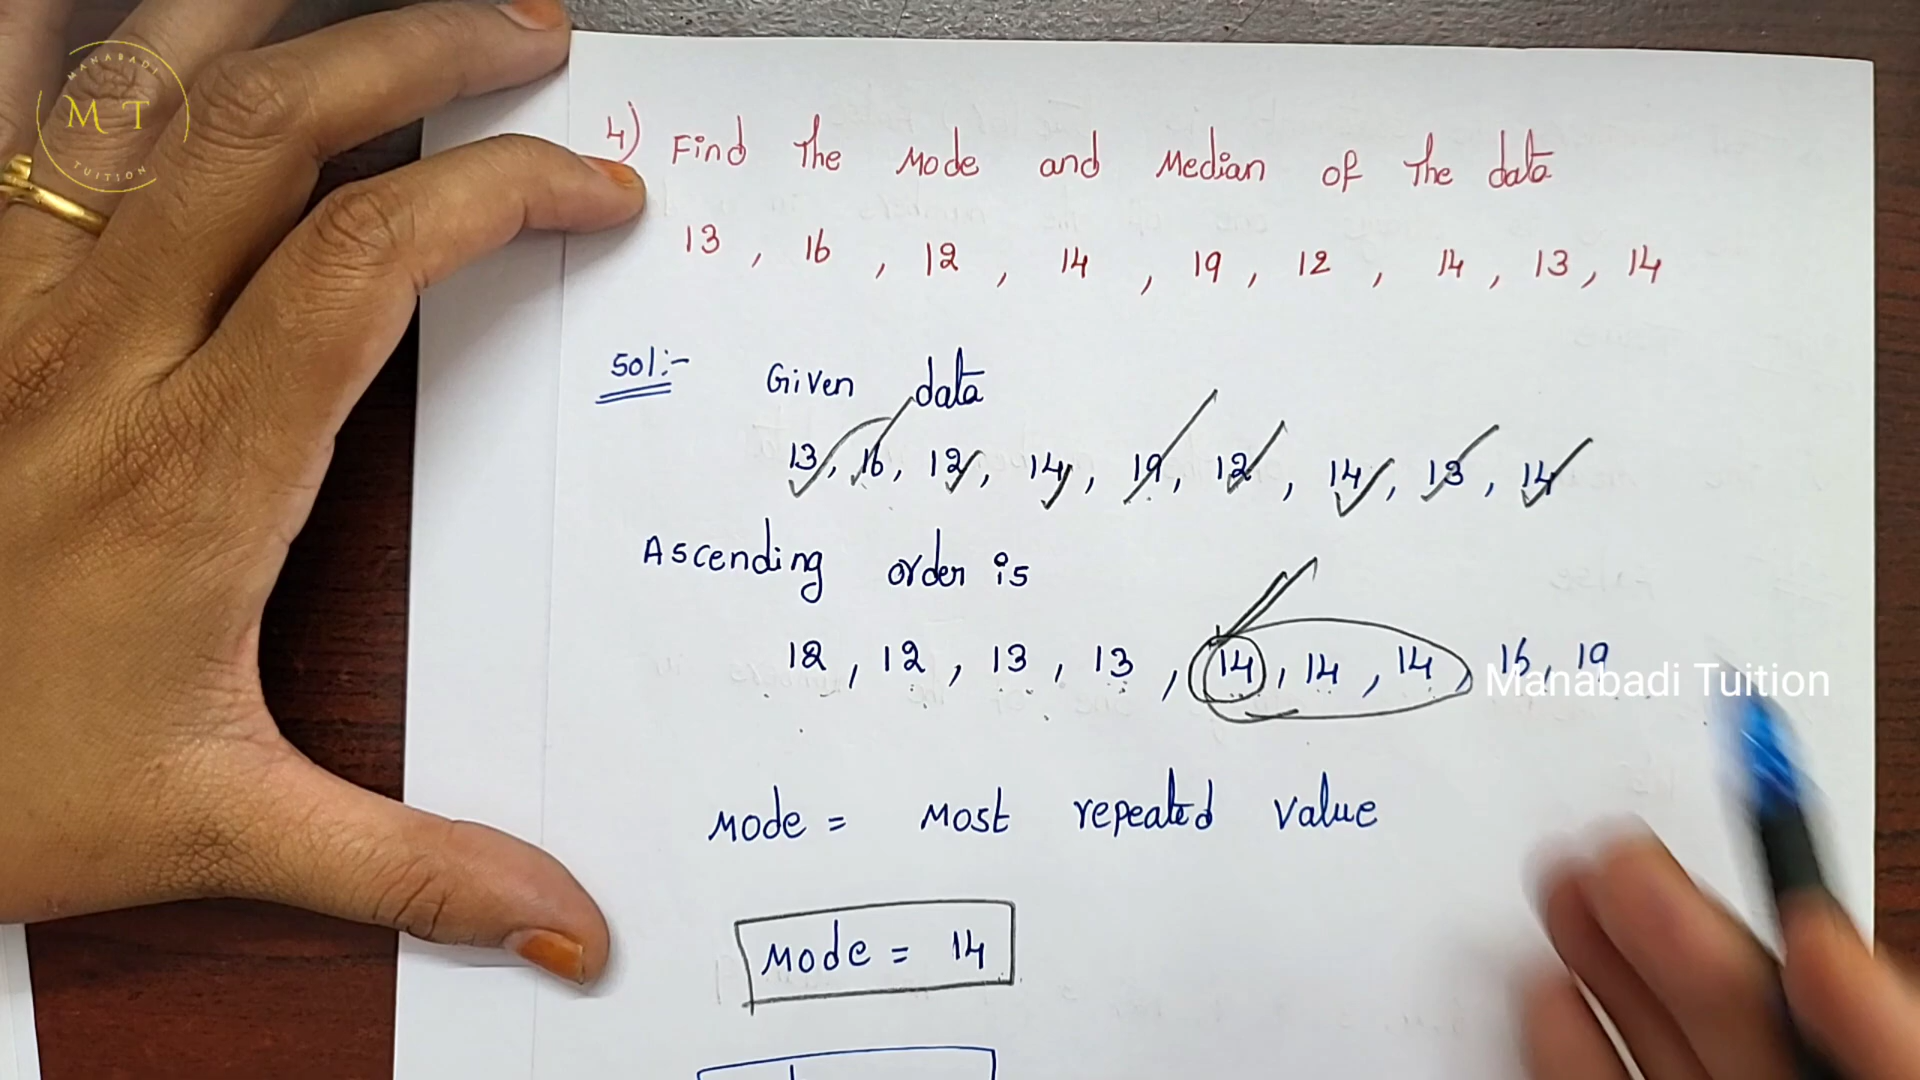 MANABADI
M T
TUITION
4) Find The Mode and Median of The data
13 , 16 , 12 , 14 , 19 , 12 , 14 , 13 , 14
Sol:- Given data
13, 16, 12, 14, 19, 12, 14, 13, 14
Ascending order is
12 , 12 , 13 , 13 , 14 , 14 , 14 , 16 , 19
Manabadi Tuition
Mode = Most repeated value
Mode = 14